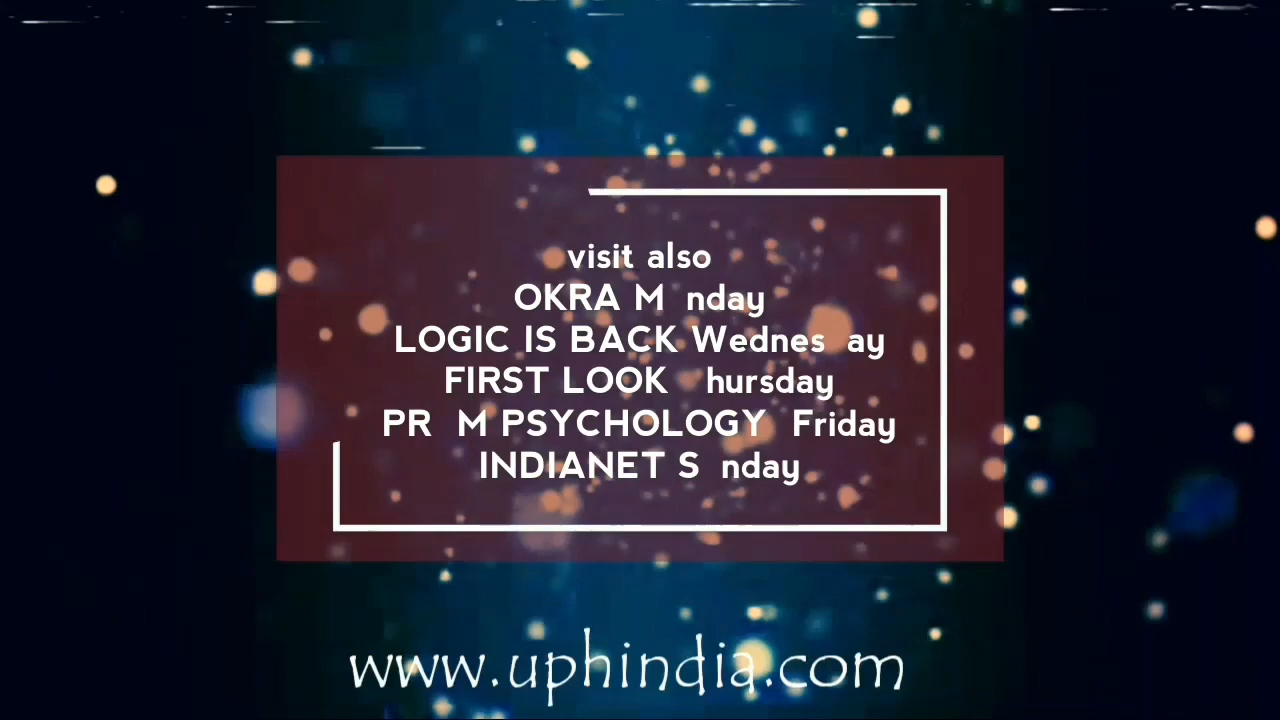 visit also
OKRA M nday
LOGIC IS BACK Wednes ay
FIRST LOOK hursday
PR M PSYCHOLOGY Friday
INDIANET S nday
www.uphindia.com